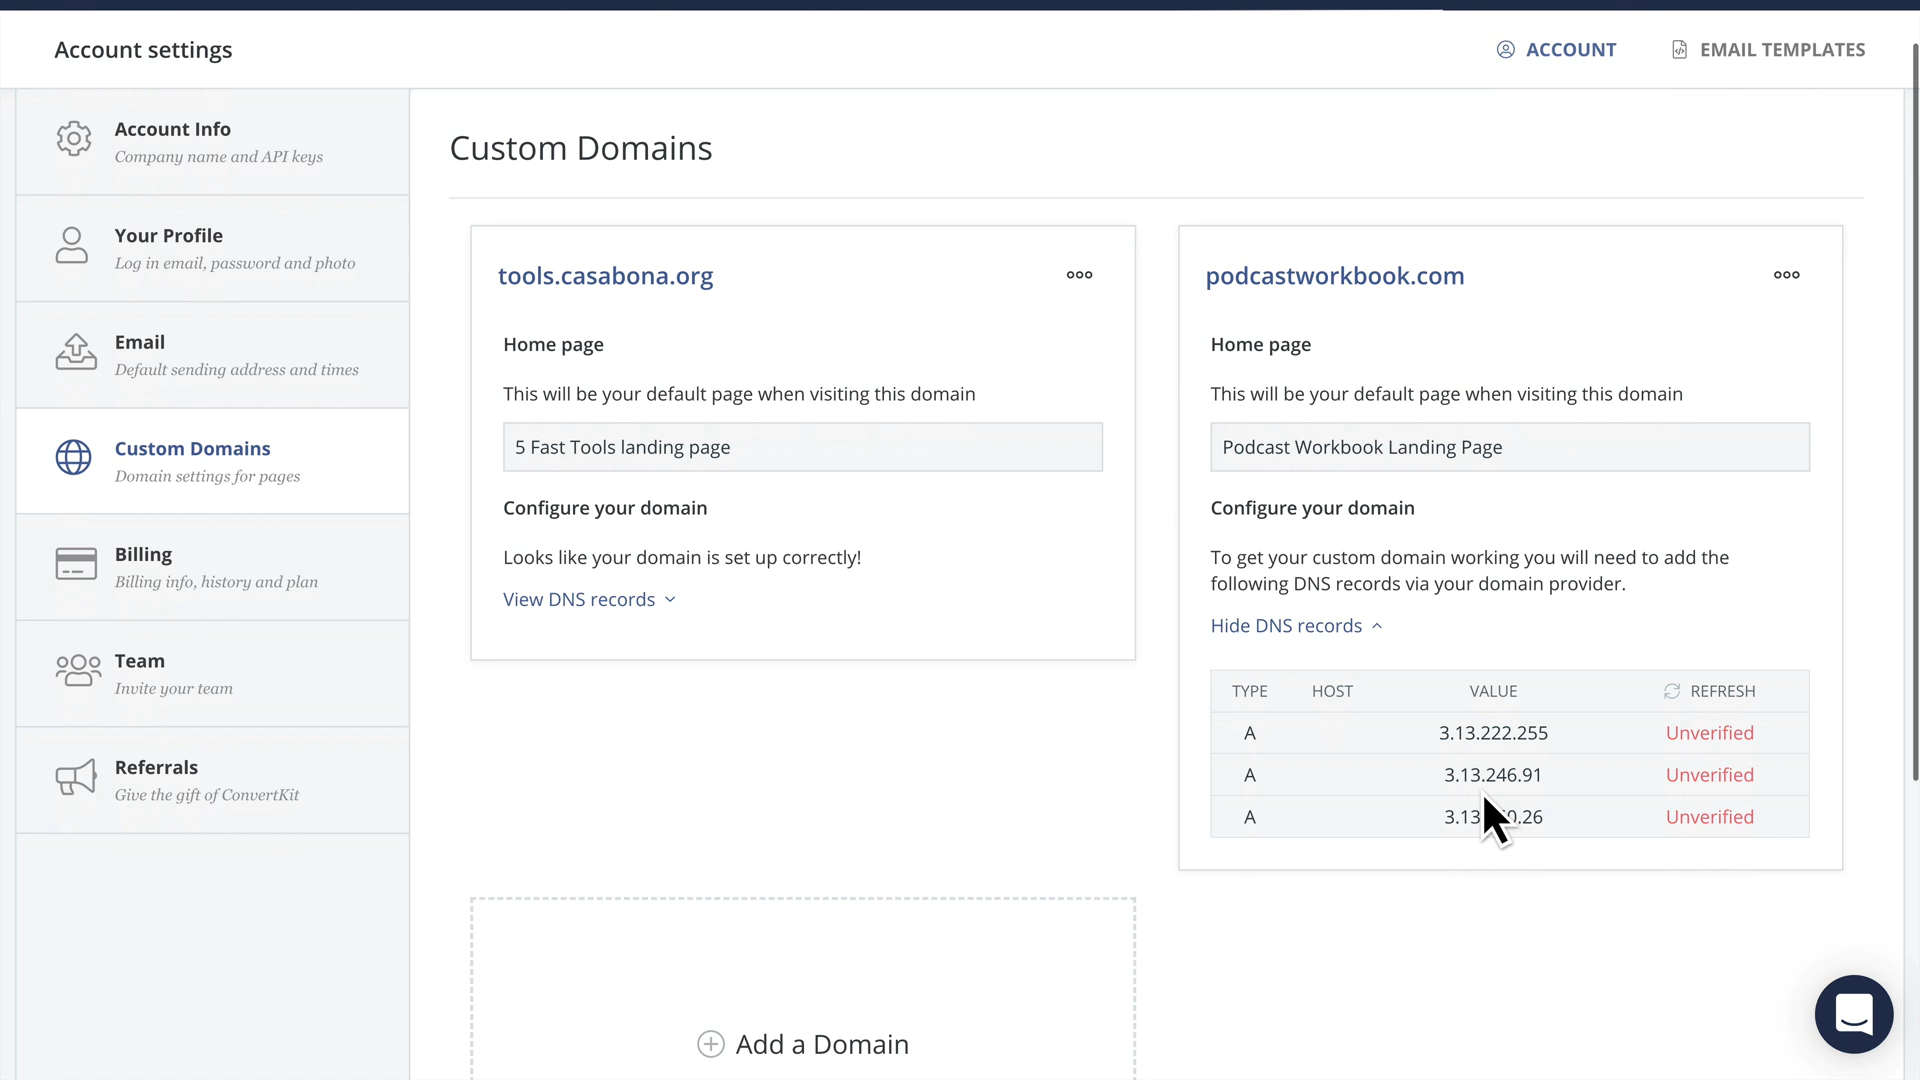 Account settings
ACCOUNT
EMAIL TEMPLATES
Account Info
Company name and API keys
Your Profile
Log in email, password and photo
Email
Default sending address and times
Custom Domains
Domain settings for pages
Billing
Billing info, history and plan
Team
Invite your team
Referrals
Give the gift of ConvertKit
Custom Domains
tools.casabona.org
Home page
This will be your default page when visiting this domain
5 Fast Tools landing page
Configure your domain
Looks like your domain is set up correctly!
View DNS records
podcastworkbook.com
Home page
This will be your default page when visiting this domain
Podcast Workbook Landing Page
Configure your domain
To get your custom domain working you will need to add the
following DNS records via your domain provider.
Hide DNS records
TYPE HOST VALUE REFRESH
A 3.13.222.255 Unverified
A 3.13.246.91 Unverified
A Unverified
Add a Domain